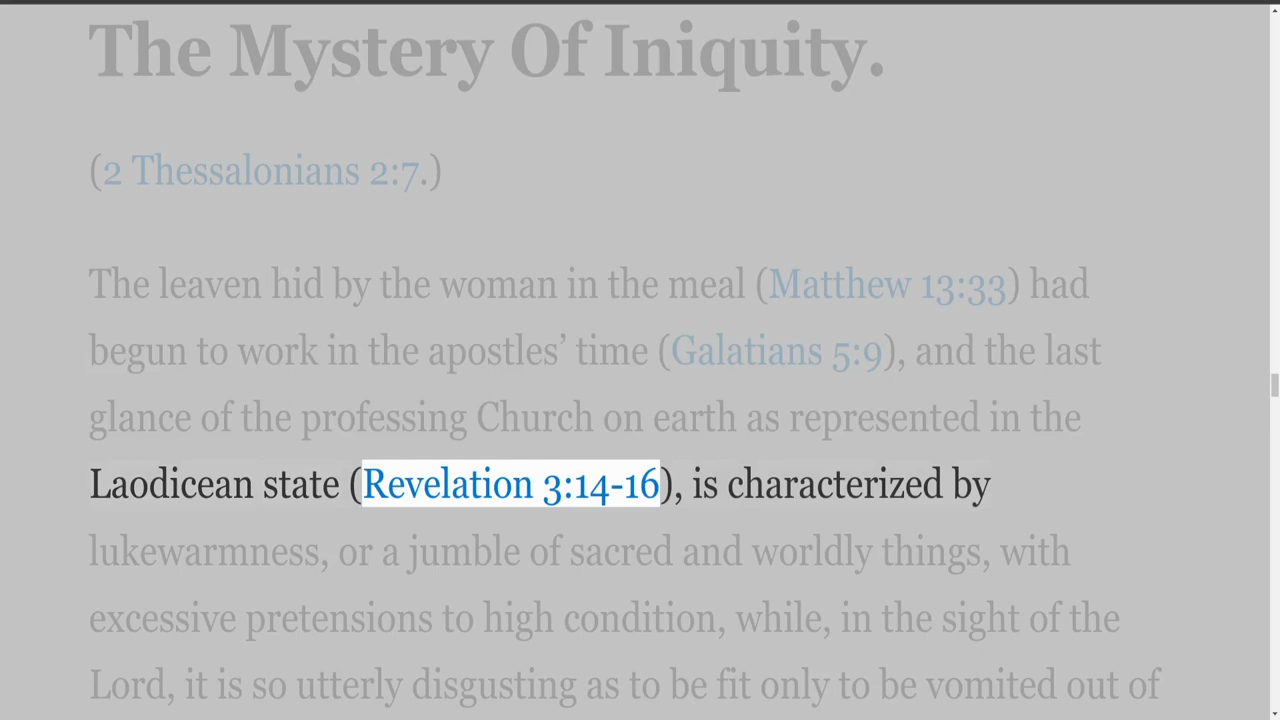 The Mystery Of Iniquity.
(2 Thessalonians 2:7.)
The leaven hid by the woman in the meal (Matthew 13:33) had
begun to work in the apostles’ time (Galatians 5:9), and the last
glance of the professing Church on earth as represented in the
Laodicean state (Revelation 3:14-16), is characterized by
lukewarmness, or a jumble of sacred and worldly things, with
excessive pretensions to high condition, while, in the sight of the
Lord, it is so utterly disgusting as to be fit only to be vomited out of